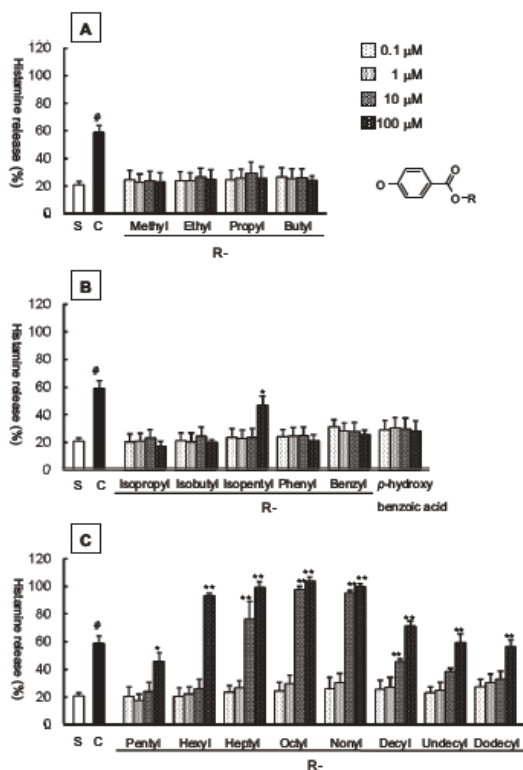 A
Histamine release (%)
120
100
80
60
40
20
0
#
S C Methyl Ethyl Propyl Butyl
R-
0.1 μM
1 μM
10 μM
100 μM
O
O
O-R
B
Histamine release (%)
120
100
80
60
40
20
0
#
*
S C Isopropyl Isobutyl Isopentyl Phenyl Benzyl p-hydroxy
benzoic acid
R-
C
Histamine release (%)
120
100
80
60
40
20
0
#
* ** ** ** ** ** ** ** ** ** ** **
S C Pentyl Hexyl Heptyl Octyl Nonyl Decyl Undecyl Dodecyl
R-